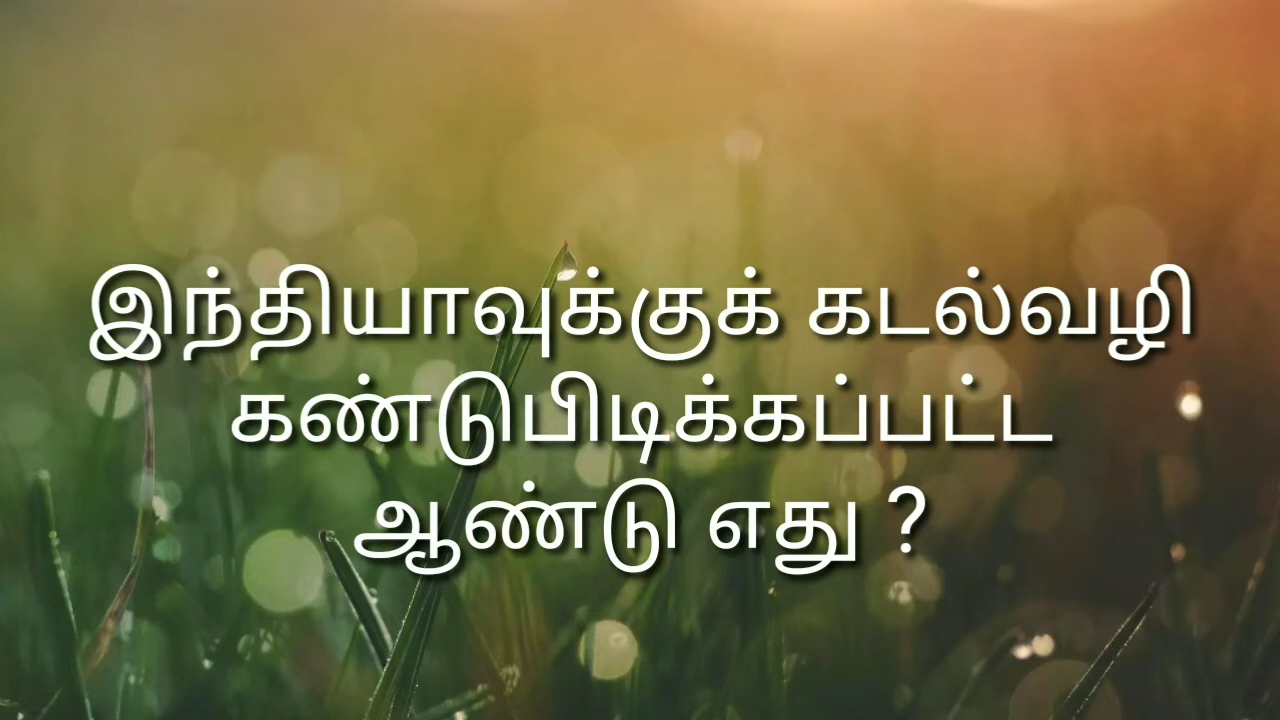 இந்தியாவுக்குக் கடல்வழி
கண்டுபிடிக்கப்பட்ட
ஆண்டு எது ?